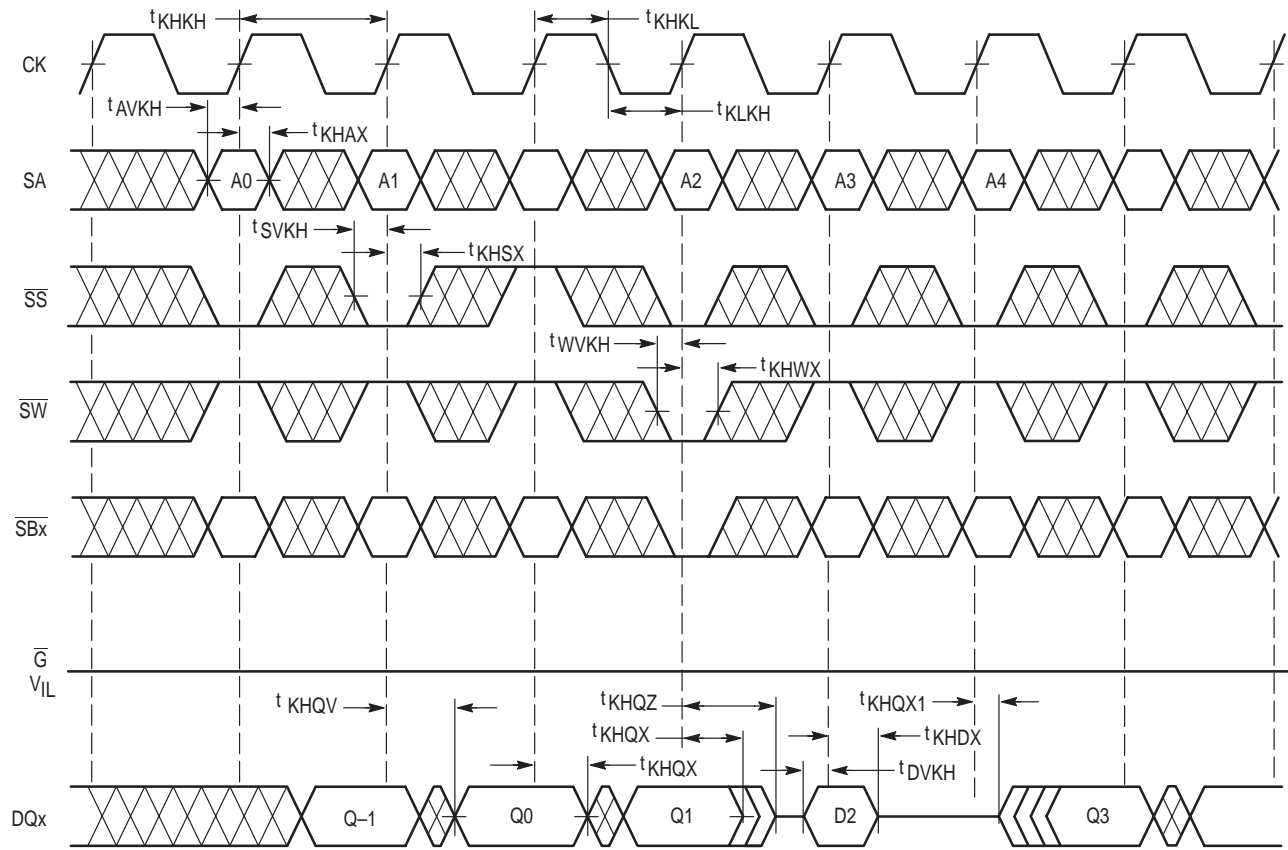 tKHKH
tKHKL
CK
tAVKH
tKLKH
tKHAX
SA
A0
A1
A2
A3
A4
tSVKH
tKHSX
SS
tWVKH
tKHWX
SW
SBx
G
VIL
tKHQV
tKHQZ
tKHQX1
tKHQX
tKHDX
tKHQX
tDVKH
DQx
Q–1
Q0
Q1
D2
Q3